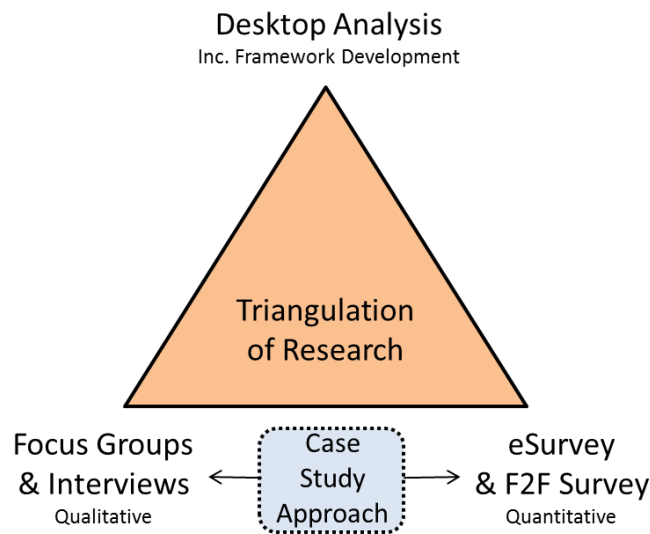 Desktop Analysis
Inc. Framework Development
Triangulation
of Research
Focus Groups
& Interviews
Qualitative
Case
Study
Approach
eSurvey
& F2F Survey
Quantitative